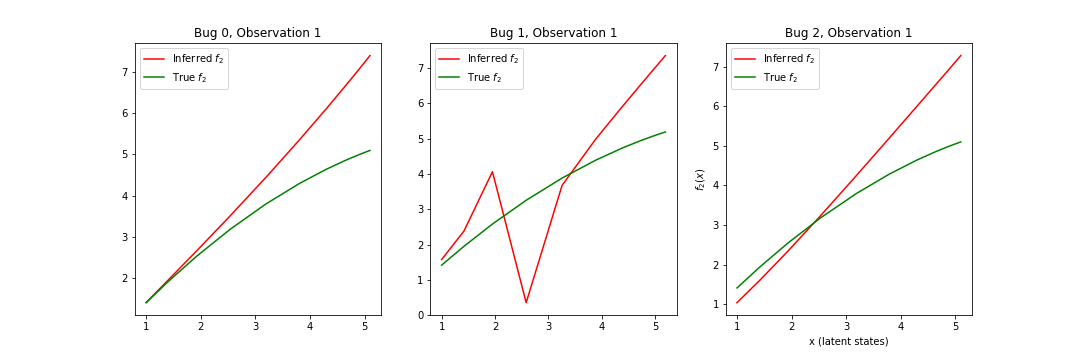 Bug 0, Observation 1
Inferred f₂
True f₂
7
6
5
4
3
2
1 2 3 4 5
Bug 1, Observation 1
Inferred f₂
True f₂
7
6
5
4
3
2
1
0
1 2 3 4 5
Bug 2, Observation 1
Inferred f₂
True f₂
f₂(x)
7
6
5
4
3
2
1
1 2 3 4 5
x (latent states)